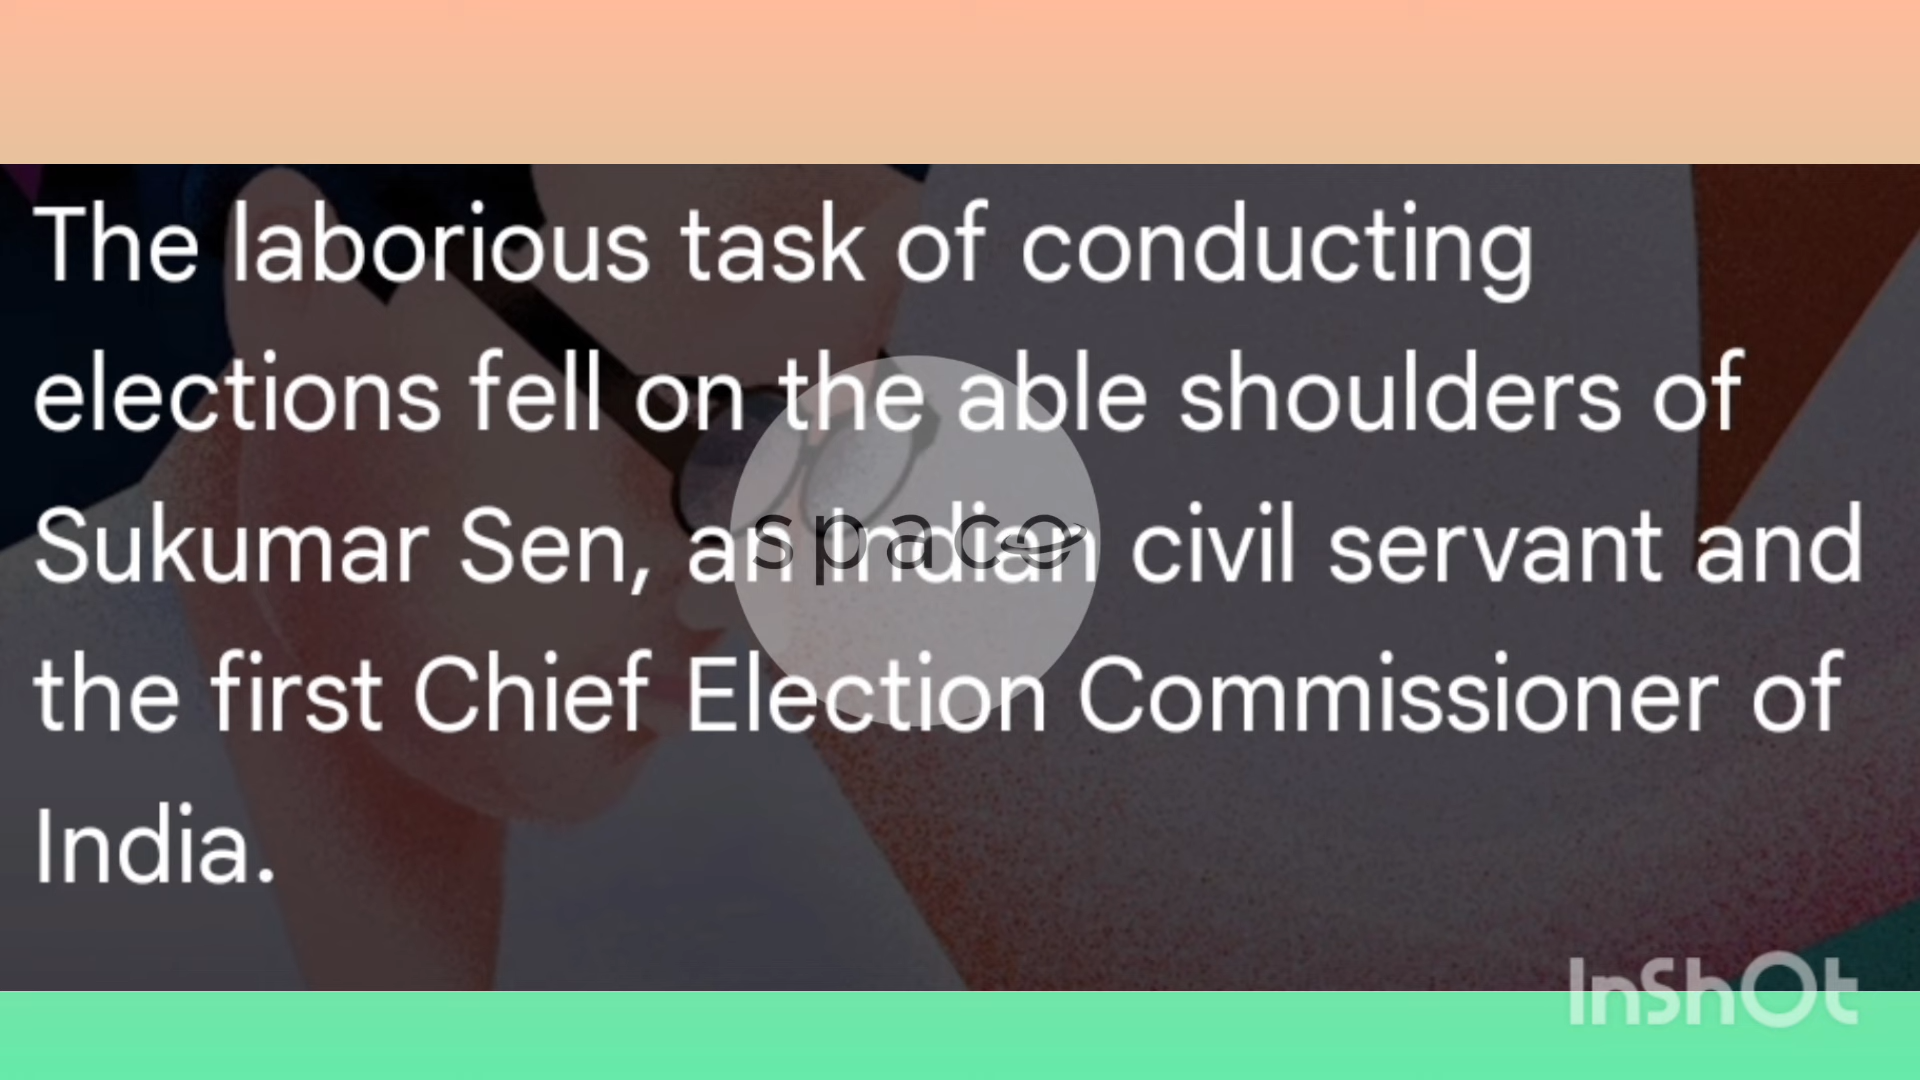 The laborious task of conducting
elections fell on the able shoulders of
Sukumar Sen, an Indian civil servant and
the first Chief Election Commissioner of
India.
space
InShOt